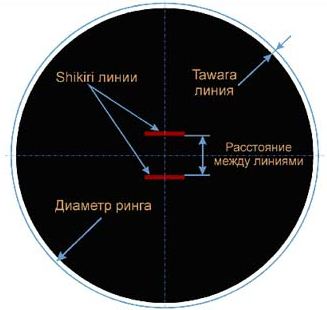 Shikiri линии
Tawara
линия
Расстояние
между линиями
Диаметр ринга